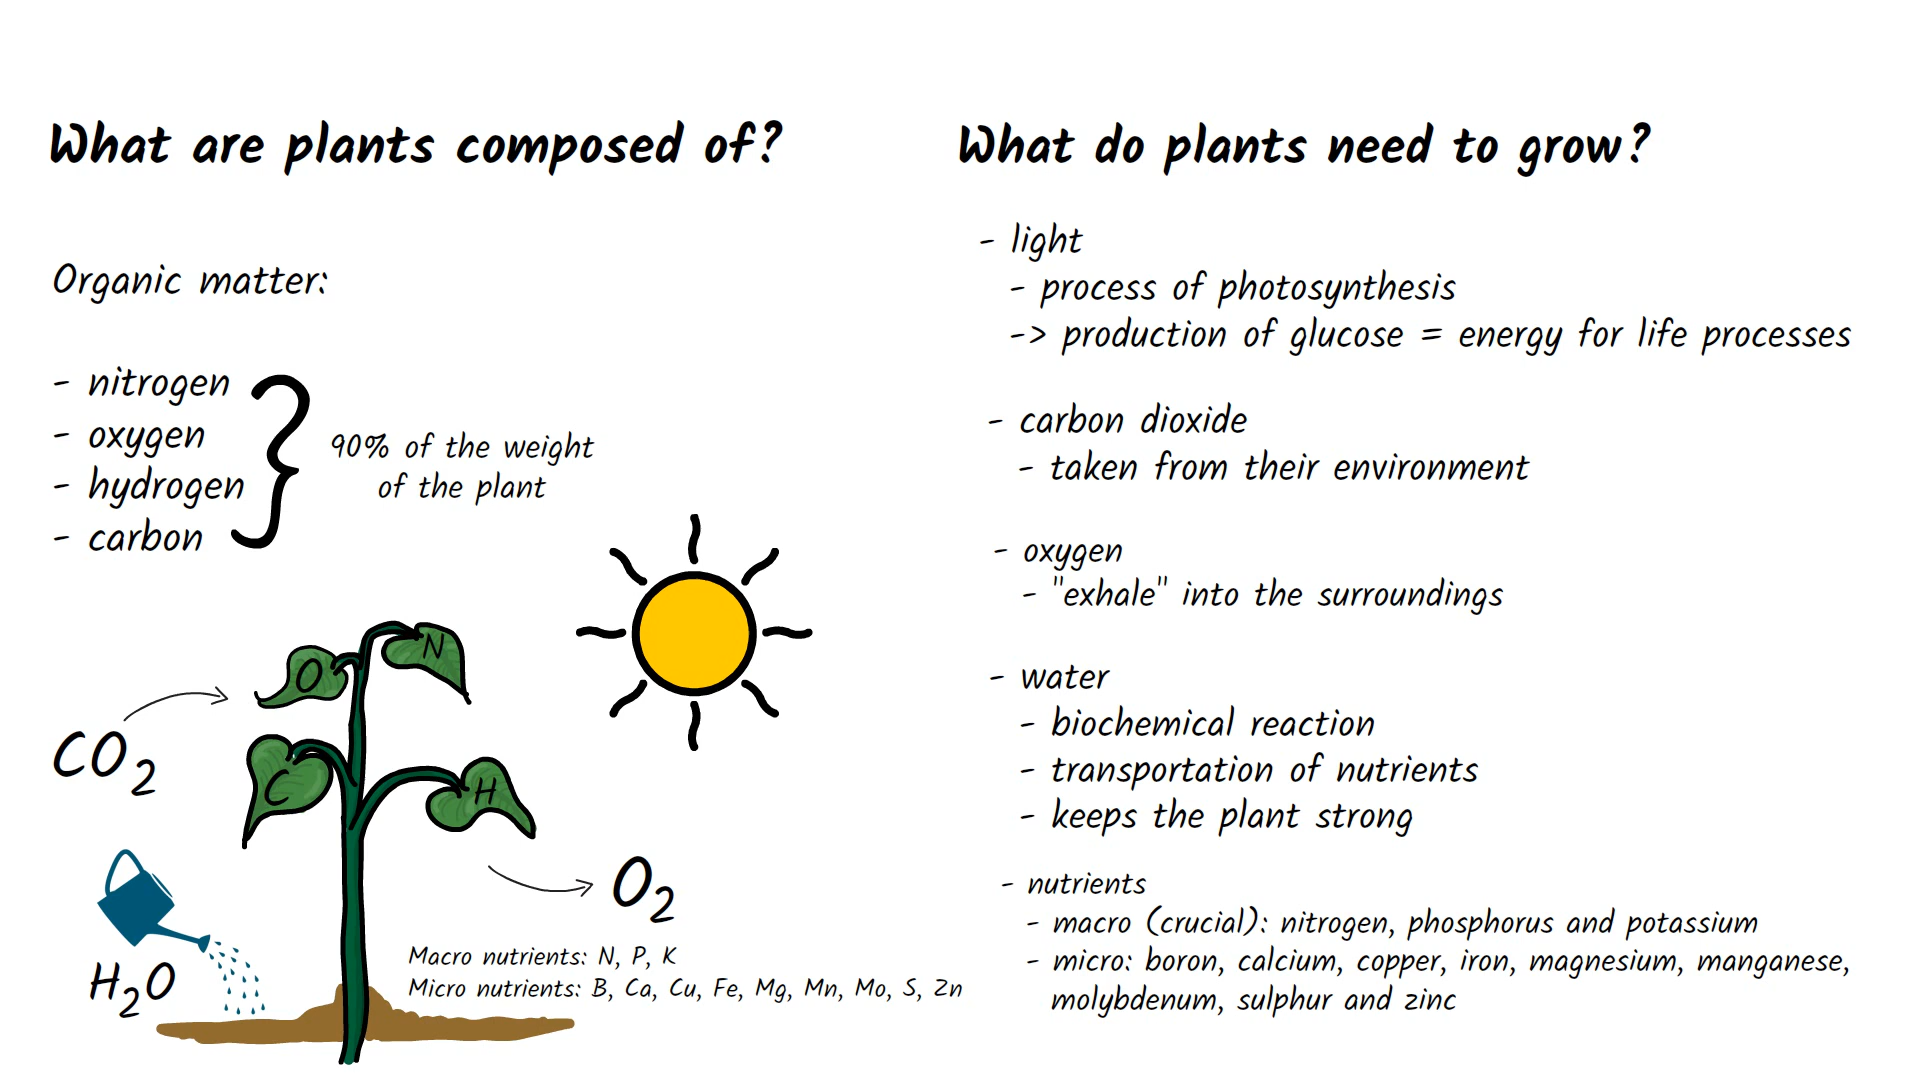 What are plants composed of?
Organic matter:
- nitrogen
- oxygen
- hydrogen
- carbon
90% of the weight
of the plant
O
N
C
H
CO2
H2O
O2
Macro nutrients: N, P, K
Micro nutrients: B, Ca, Cu, Fe, Mg, Mn, Mo, S, Zn
What do plants need to grow?
- light
- process of photosynthesis
-> production of glucose = energy for life processes
- carbon dioxide
- taken from their environment
- oxygen
- "exhale" into the surroundings
- water
- biochemical reaction
- transportation of nutrients
- keeps the plant strong
- nutrients
- macro (crucial): nitrogen, phosphorus and potassium
- micro: boron, calcium, copper, iron, magnesium, manganese,
molybdenum, sulphur and zinc